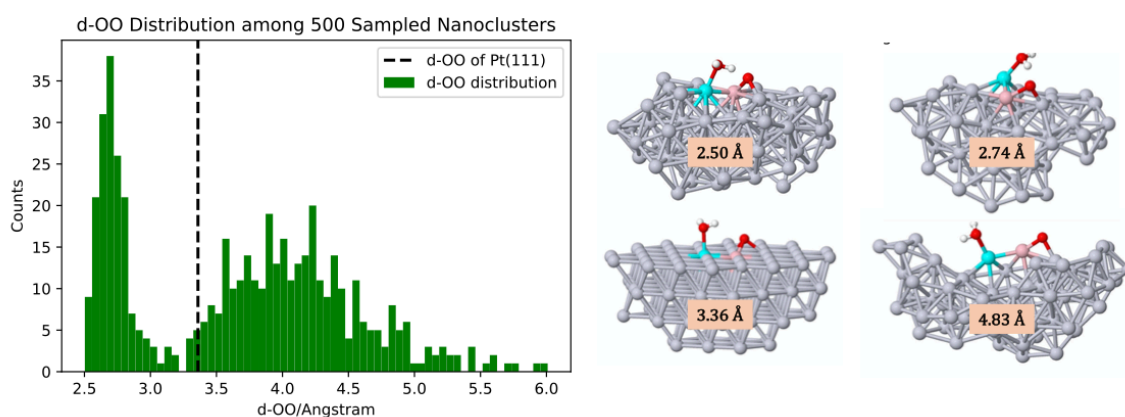 d-OO Distribution among 500 Sampled Nanoclusters
d-OO of Pt(111)
d-OO distribution
Counts
35
30
25
20
15
10
5
0
2.5 3.0 3.5 4.0 4.5 5.0 5.5 6.0
d-OO/Angstram
2.50 Å
2.74 Å
3.36 Å
4.83 Å